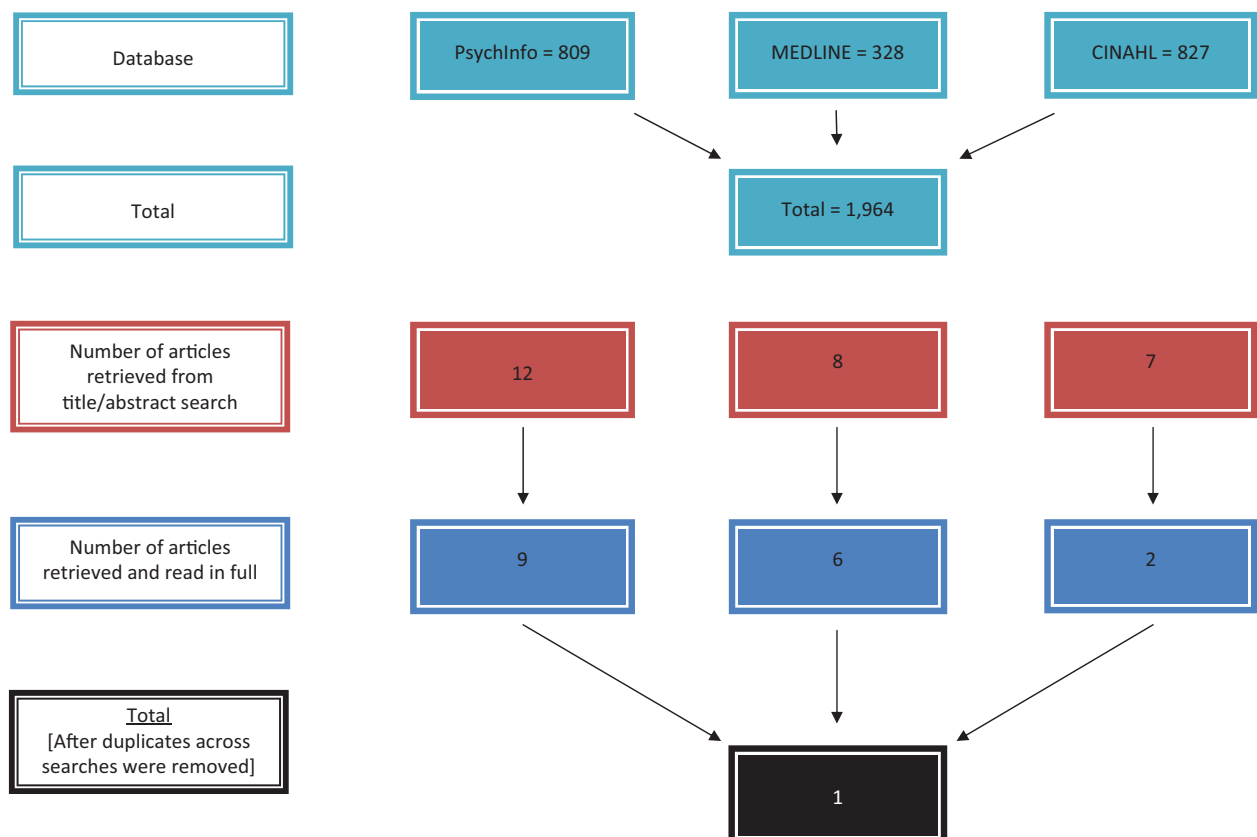 Database
PsychInfo = 809
MEDLINE = 328
CINAHL = 827
Total
Total = 1,964
Number of articles
retrieved from
title/abstract search
12
8
7
Number of articles
retrieved and read in full
9
6
2
Total
[After duplicates across
searches were removed]
1